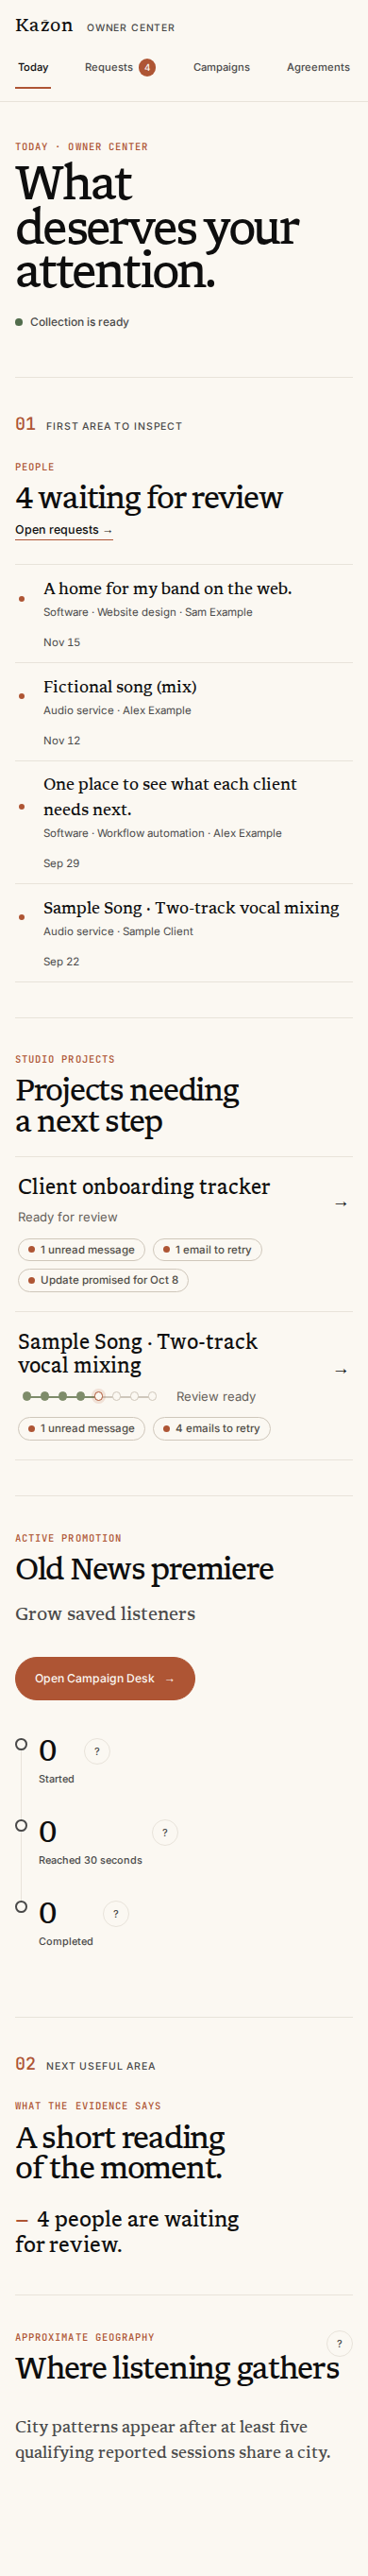 Kažon OWNER CENTER
Today Requests 4 Campaigns Agreements
TODAY · OWNER CENTER
What
deserves your
attention.
Collection is ready
01 FIRST AREA TO INSPECT
PEOPLE
4 waiting for review
Open requests →
A home for my band on the web.
Software · Website design · Sam Example
Nov 15
Fictional song (mix)
Audio service · Alex Example
Nov 12
One place to see what each client
needs next.
Software · Workflow automation · Alex Example
Sep 29
Sample Song · Two-track vocal mixing
Audio service · Sample Client
Sep 22
STUDIO PROJECTS
Projects needing
a next step
Client onboarding tracker
→
Ready for review
1 unread message 1 email to retry
Update promised for Oct 8
Sample Song · Two-track
vocal mixing
→
Review ready
1 unread message 4 emails to retry
ACTIVE PROMOTION
Old News premiere
Grow saved listeners
Open Campaign Desk →
0 ?
Started
0 ?
Reached 30 seconds
0 ?
Completed
02 NEXT USEFUL AREA
WHAT THE EVIDENCE SAYS
A short reading
of the moment.
— 4 people are waiting
for review.
APPROXIMATE GEOGRAPHY ?
Where listening gathers
City patterns appear after at least five
qualifying reported sessions share a city.